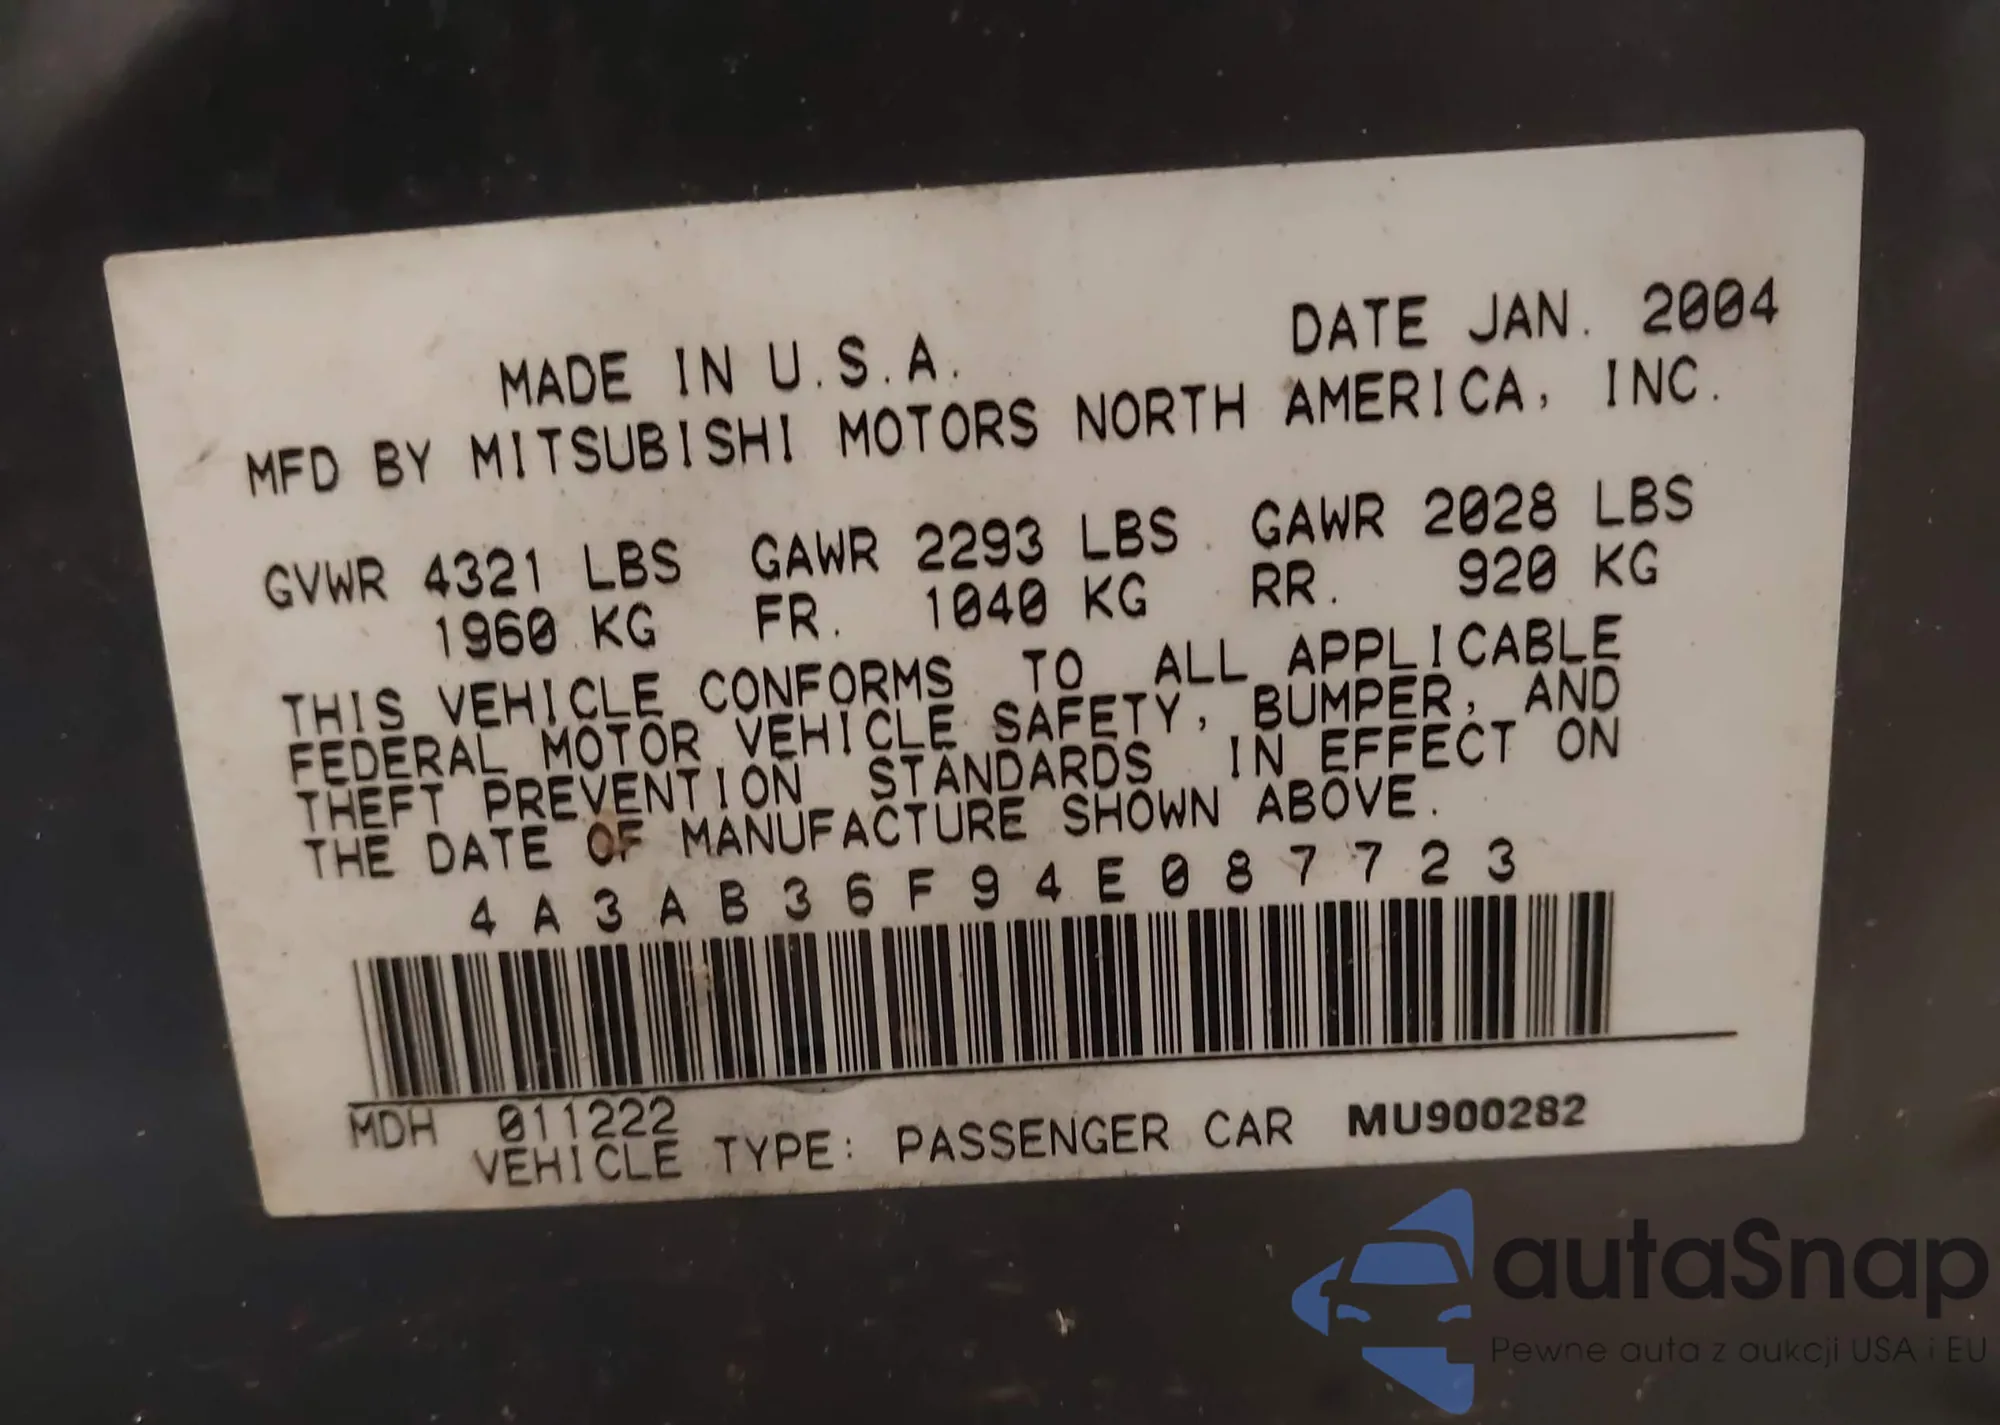 MADE IN U.S.A. DATE JAN. 2004
MFD BY MITSUBISHI MOTORS NORTH AMERICA, INC.
GVWR 4321 LBS GAWR 2293 LBS GAWR 2028 LBS
1960 KG FR. 1040 KG RR. 920 KG
THIS VEHICLE CONFORMS TO ALL APPLICABLE
FEDERAL MOTOR VEHICLE SAFETY, BUMPER, AND
THEFT PREVENTION STANDARDS IN EFFECT ON
THE DATE OF MANUFACTURE SHOWN ABOVE.
4A3AB36F94E087723
MDH 011222
VEHICLE TYPE: PASSENGER CAR MU900282
autaSnap
Pewne auta z aukcji USA i EU